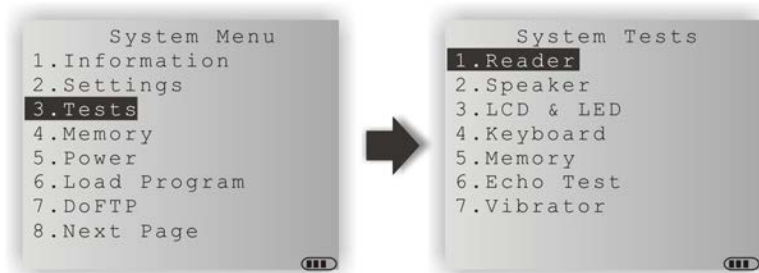 System Menu
1.Information
2.Settings
3.Tests
4.Memory
5.Power
6.Load Program
7.DoFTP
8.Next Page
System Tests
1.Reader
2.Speaker
3.LCD & LED
4.Keyboard
5.Memory
6.Echo Test
7.Vibrator